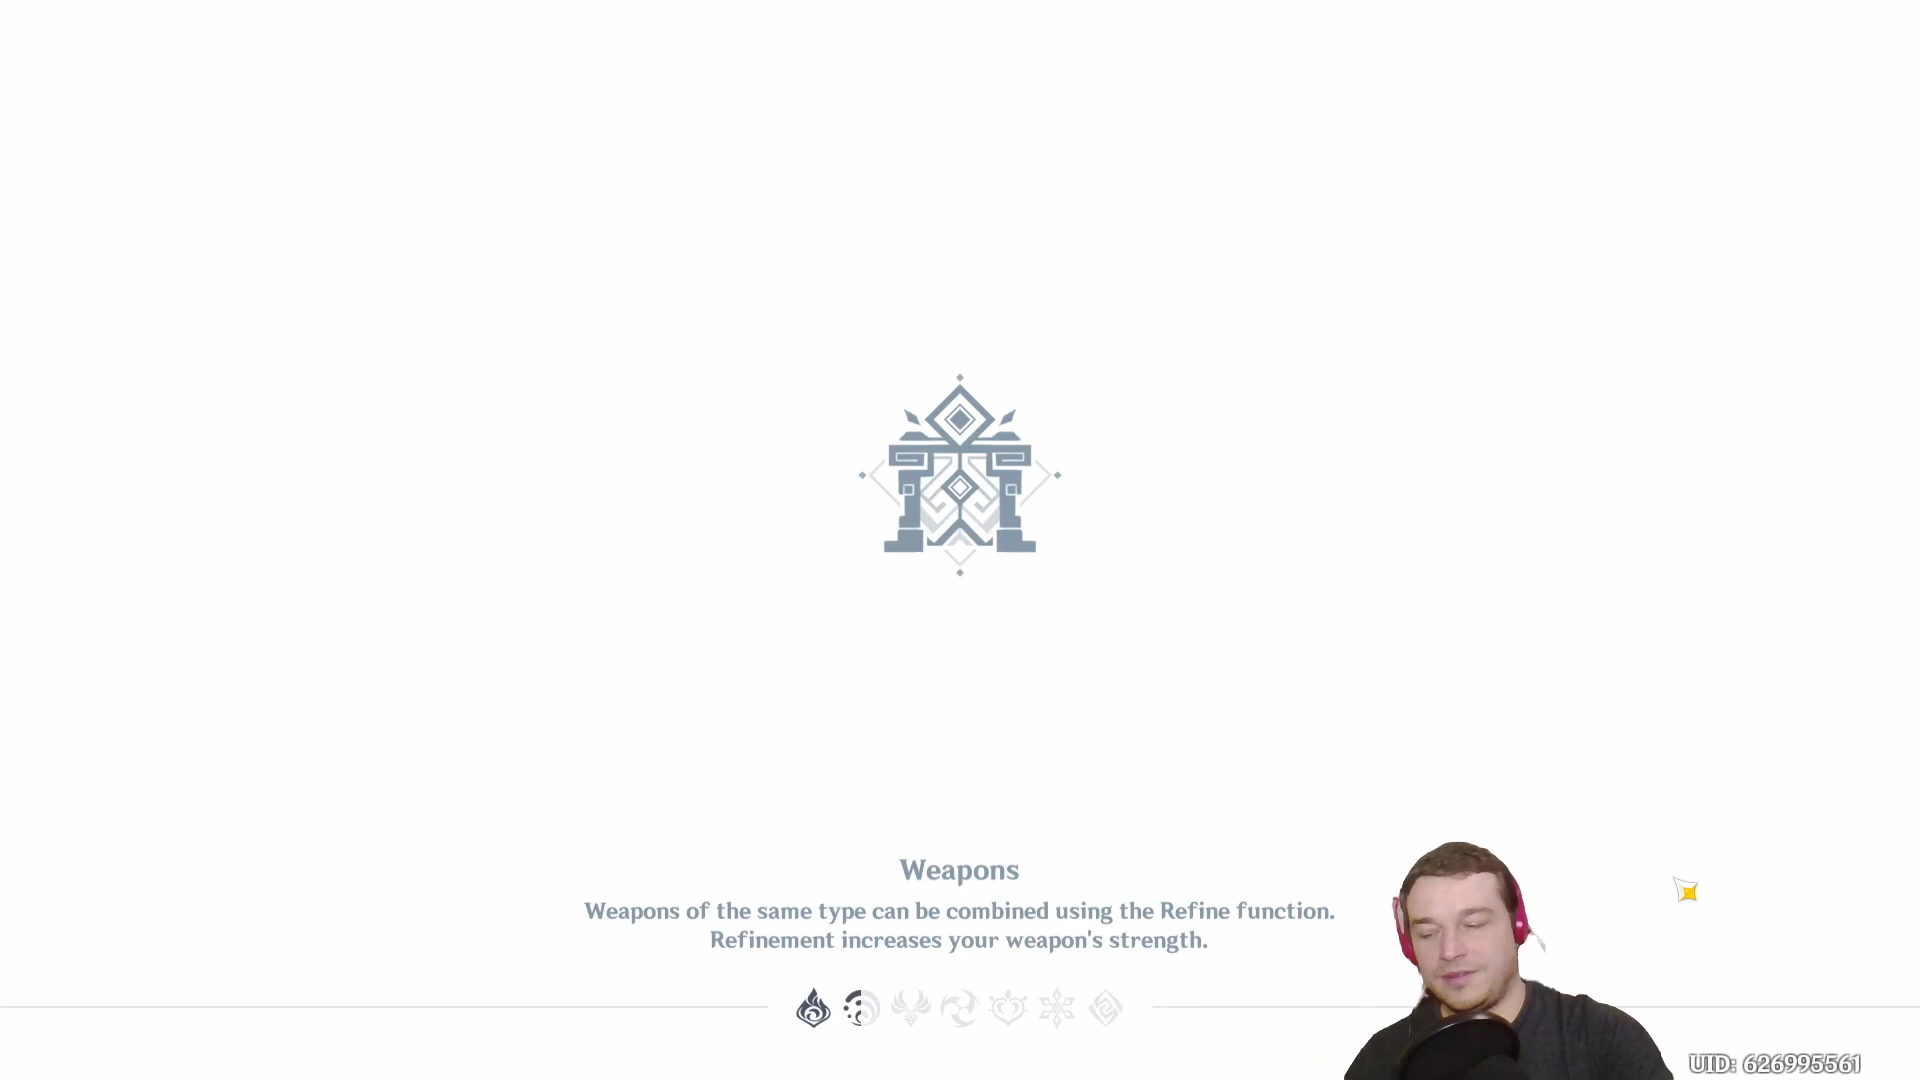 Weapons
Weapons of the same type can be combined using the Refine function.
Refinement increases your weapon's strength.
UID: 626995561